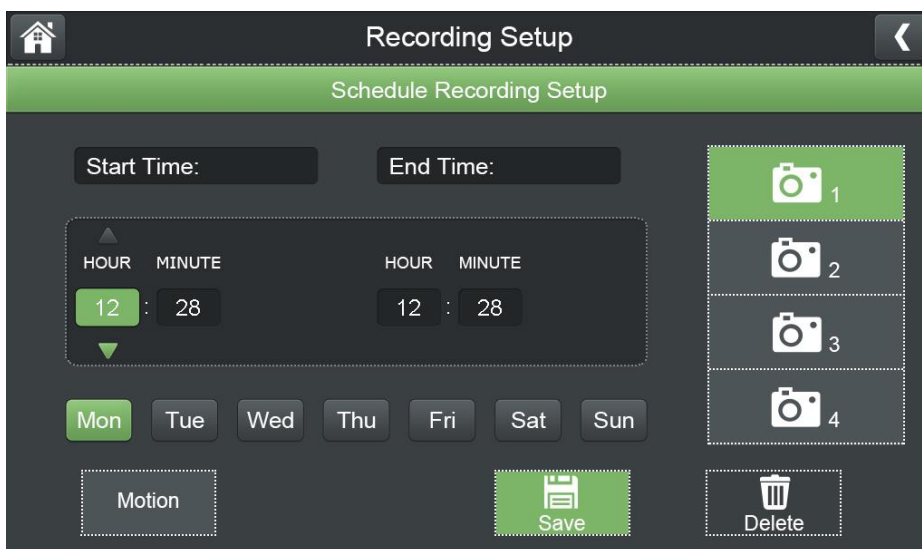 Recording Setup
Schedule Recording Setup
Start Time:
End Time:
1
HOUR MINUTE
HOUR MINUTE
2
12 : 28
12 : 28
3
Mon Tue Wed Thu Fri Sat Sun
4
Motion
Save
Delete